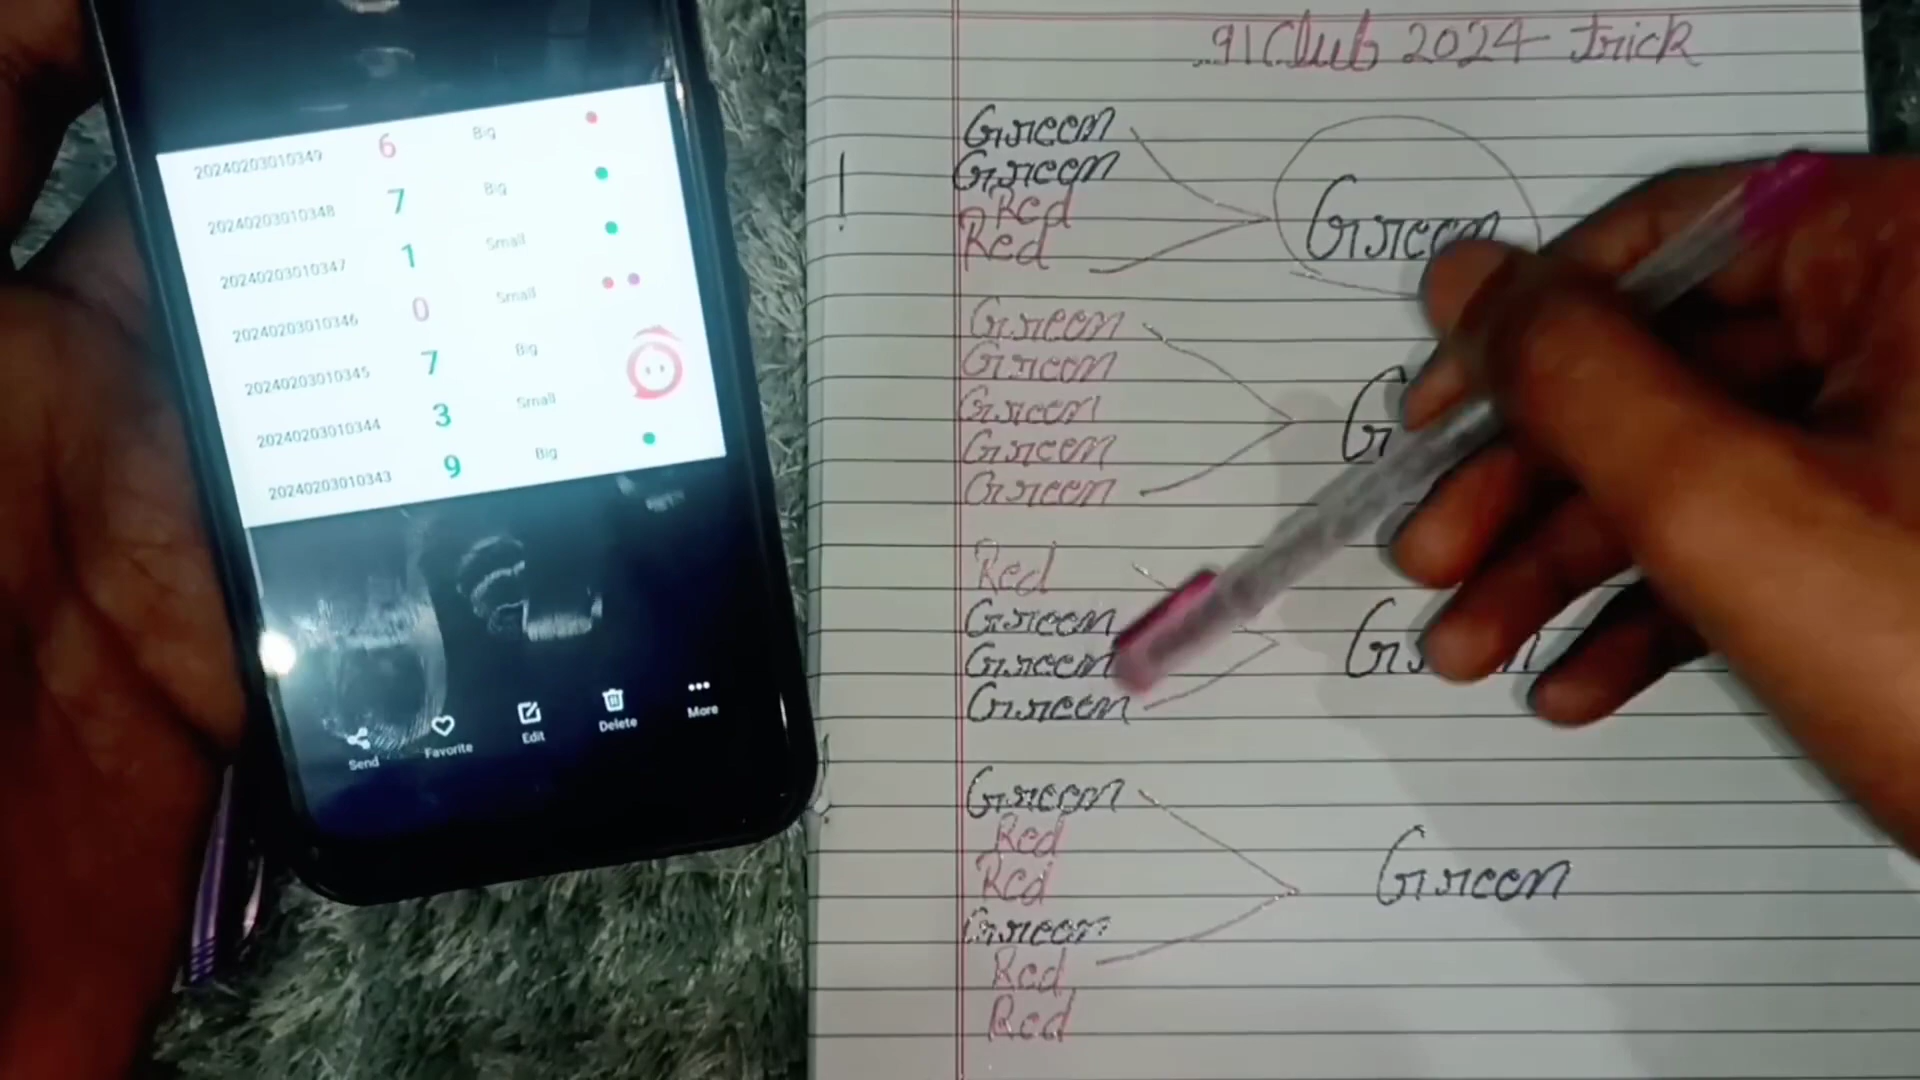 20240203010349 6 Big
20240203010348 7 Big
20240203010347 1 Small
20240203010346 0 Small
20240203010345 7 Big
20240203010344 3 Small
20240203010343 9 Big
Send Favorite Edit Delete More
91 Club 2024 trick
Green
Green
Red
Red
Green
Green
Green
Green
Green
Green
Red
Green
Green
Green
Green
Red
Red
Green
Red
Red
Green